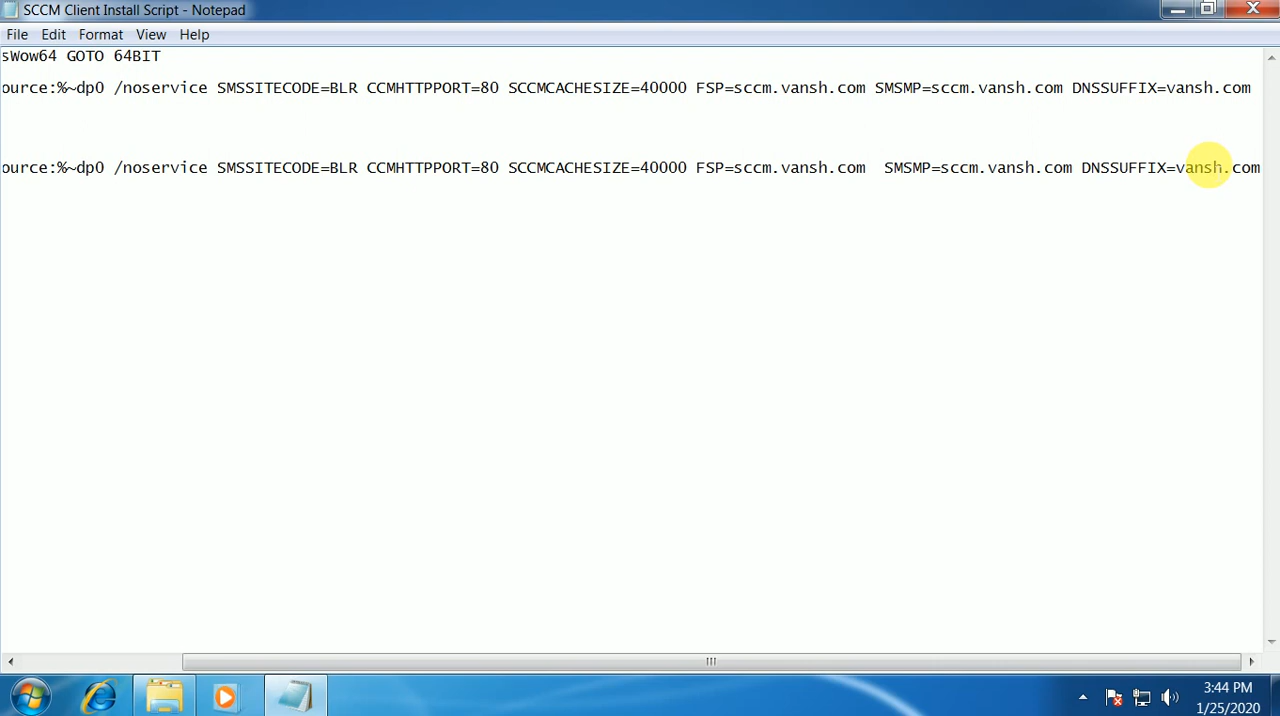 SCCM Client Install Script - Notepad
File Edit Format View Help
sWow64 GOTO 64BIT
ource:%~dp0 /noservice SMSSITECODE=BLR CCMHTTPPORT=80 SCCMCACHESIZE=40000 FSP=sccm.vansh.com SMSMP=sccm.vansh.com DNSSUFFIX=vansh.com
ource:%~dp0 /noservice SMSSITECODE=BLR CCMHTTPPORT=80 SCCMCACHESIZE=40000 FSP=sccm.vansh.com  SMSMP=sccm.vansh.com DNSSUFFIX=vansh.com
3:44 PM
1/25/2020